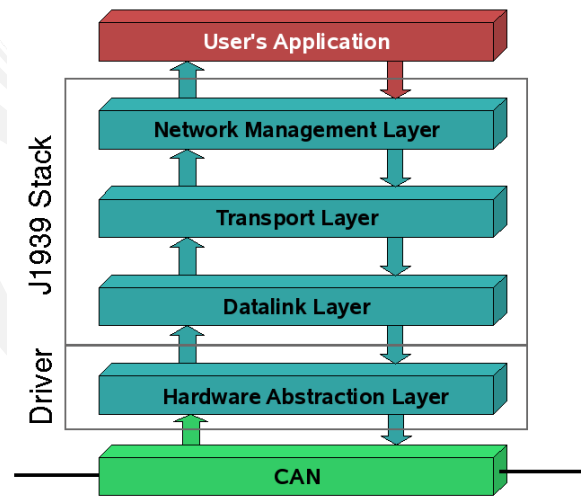 User's Application
J1939 Stack
Network Management Layer
Transport Layer
Datalink Layer
Driver
Hardware Abstraction Layer
CAN